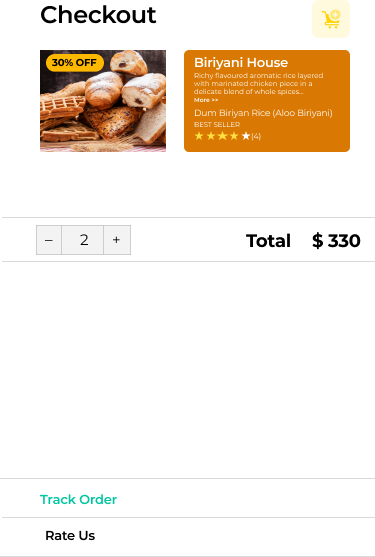 Checkout
30% OFF
Biriyani House
Richy flavoured aromatic rice layered
with marinated chicken piece in a
delicate blend of whole spices...
More >>
Dum Biriyan Rice (Aloo Biriyani)
BEST SELLER
(4)
– 2 +
Total $ 330
Track Order
Rate Us